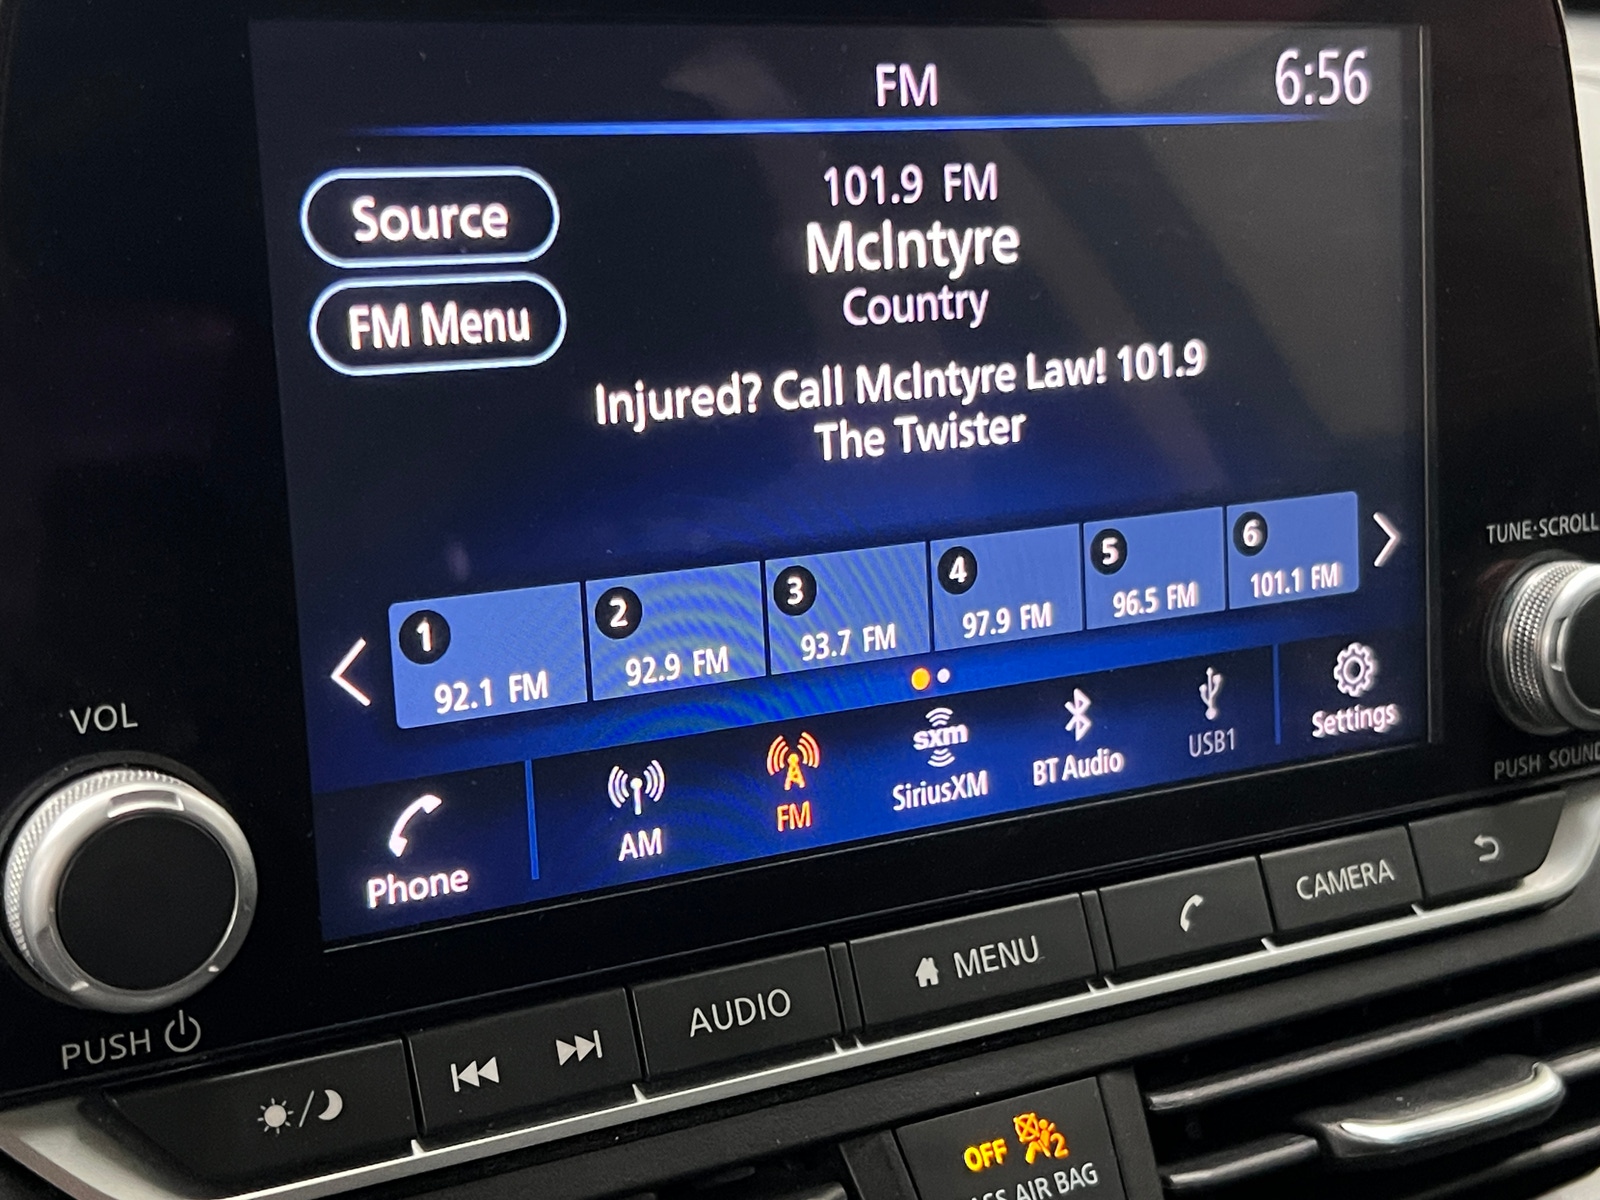 FM
6:56
Source
FM Menu
101.9 FM
McIntyre
Country
Injured? Call McIntyre Law! 101.9
The Twister
1
92.1 FM
2
92.9 FM
3
93.7 FM
4
97.9 FM
5
96.5 FM
6
101.1 FM
Phone
AM
FM
sxm
SiriusXM
BT Audio
USB1
Settings
VOL
PUSH
TUNE·SCROLL
PUSH SOUND
AUDIO
MENU
CAMERA
OFF
2
AIR BAG